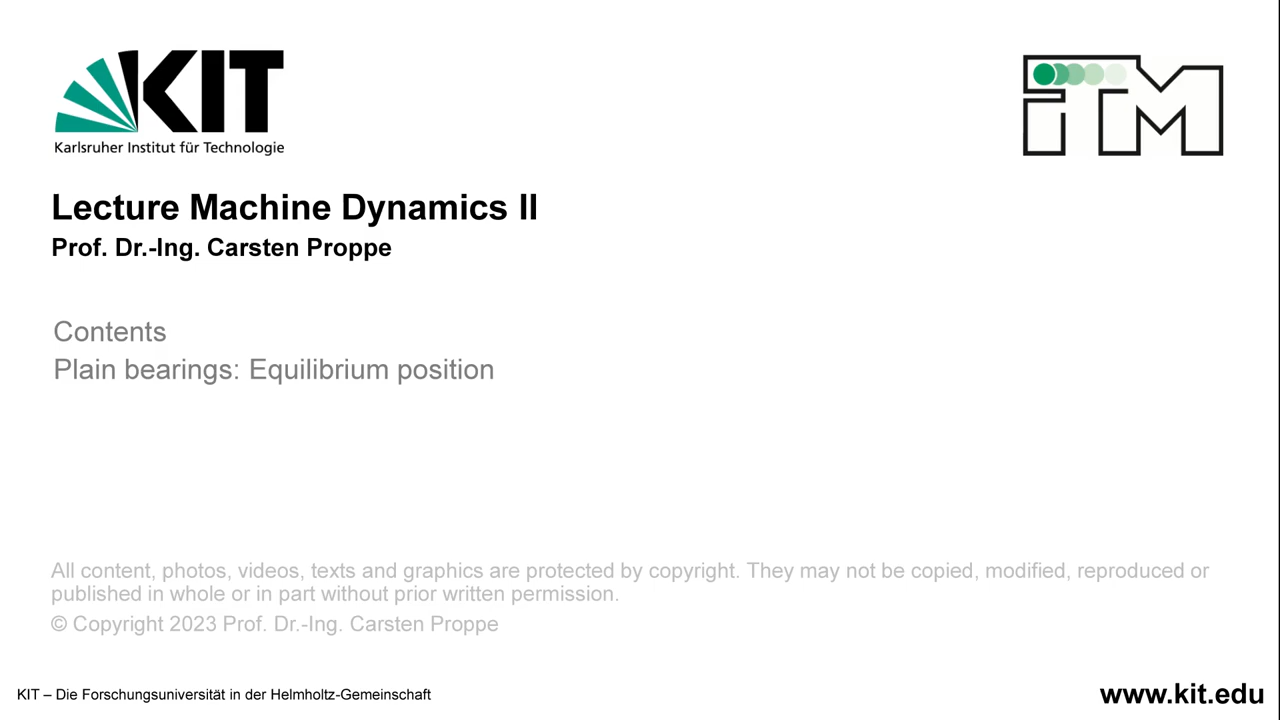 KIT
Karlsruher Institut für Technologie
iTM
Lecture Machine Dynamics II
Prof. Dr.-Ing. Carsten Proppe
Contents
Plain bearings: Equilibrium position
All content, photos, videos, texts and graphics are protected by copyright. They may not be copied, modified, reproduced or
published in whole or in part without prior written permission.
© Copyright 2023 Prof. Dr.-Ing. Carsten Proppe
KIT – Die Forschungsuniversität in der Helmholtz-Gemeinschaft
www.kit.edu